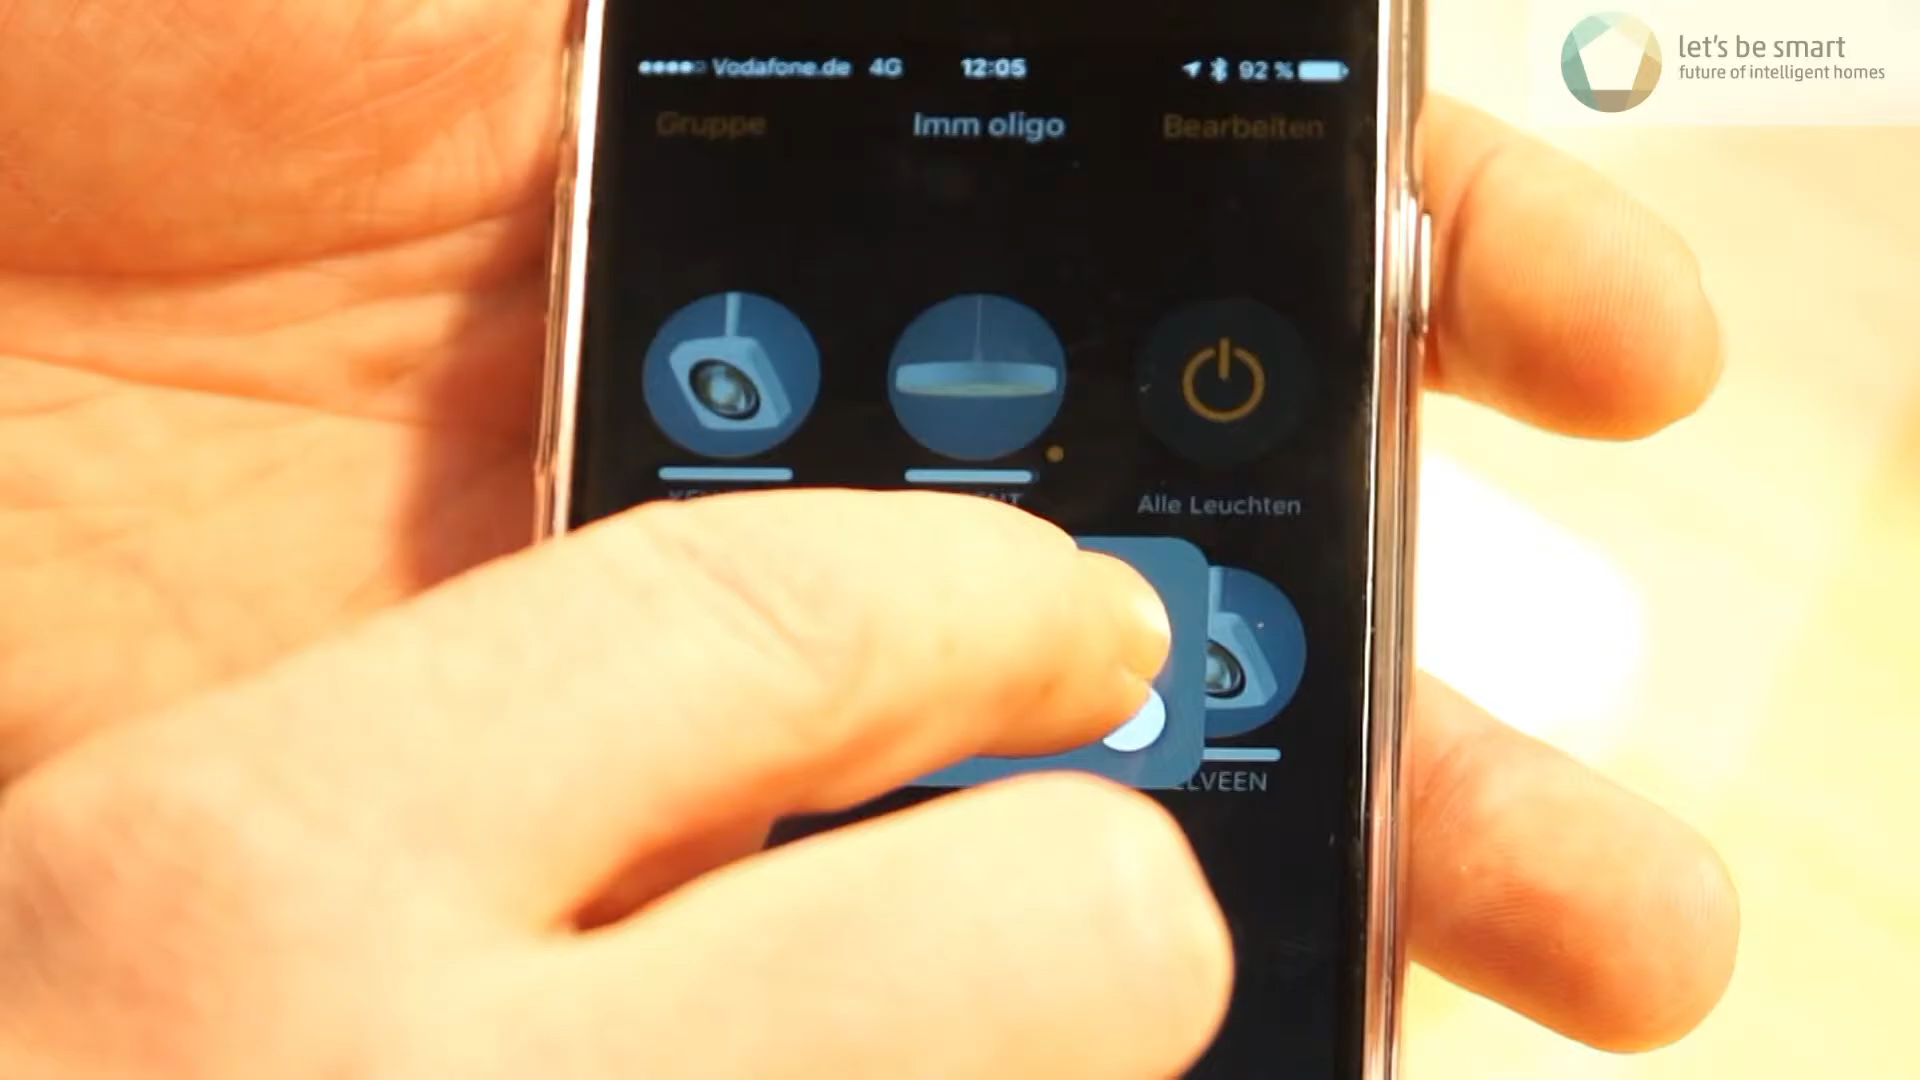 let's be smart
future of intelligent homes
Vodafone.de 4G 12:05 92 %
Gruppe Imm oligo Bearbeiten
Alle Leuchten